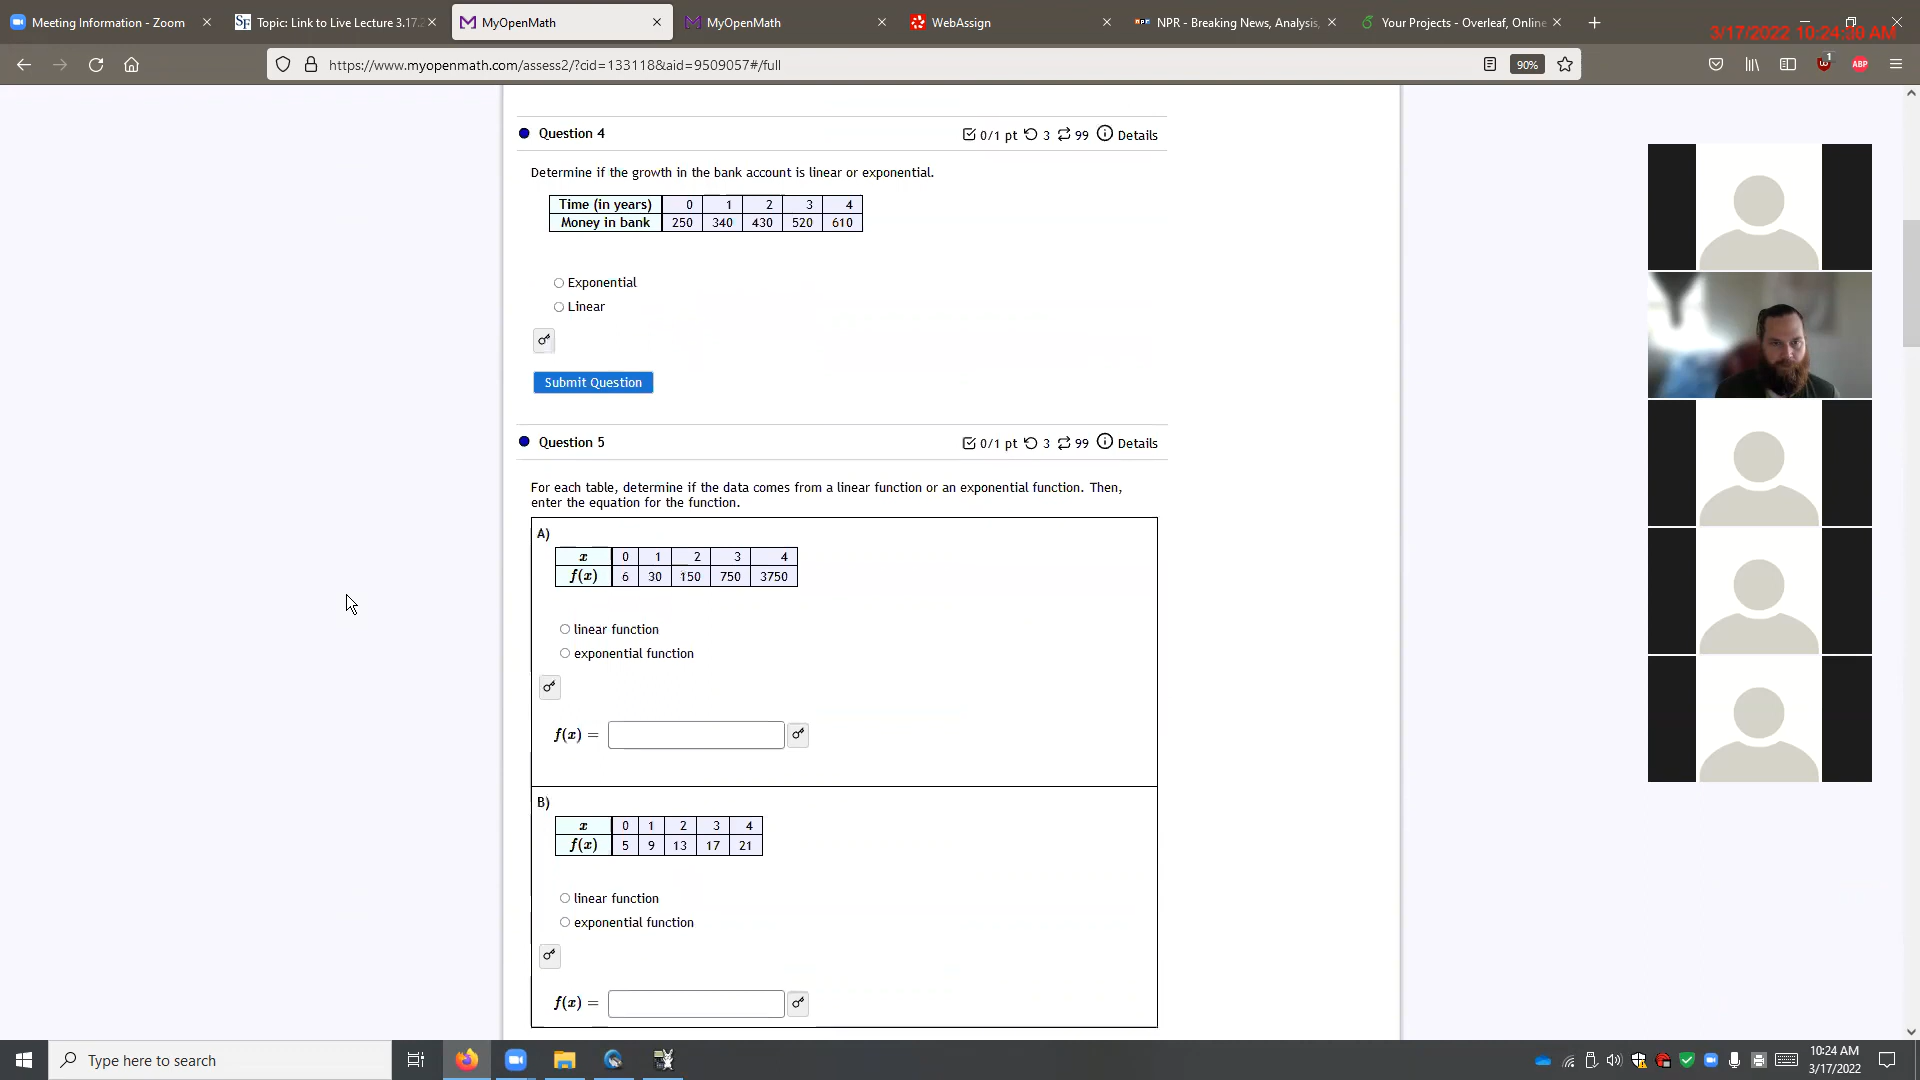 Meeting Information - Zoom
SF Topic: Link to Live Lecture 3.17.
MyOpenMath
MyOpenMath
WebAssign
npr NPR - Breaking News, Analysis,
Your Projects - Overleaf, Online
3/17/2022 10:24:30 AM
https://www.myopenmath.com/assess2/?cid=133118&aid=9509057#/full
90%
1
ABP
Question 4
0/1 pt 3 99 Details
Determine if the growth in the bank account is linear or exponential.
Time (in years) 0 1 2 3 4
Money in bank 250 340 430 520 610
Exponential
Linear
Submit Question
Question 5
0/1 pt 3 99 Details
For each table, determine if the data comes from a linear function or an exponential function. Then,
enter the equation for the function.
A)
x 0 1 2 3 4
f(x) 6 30 150 750 3750
linear function
exponential function
f(x) =
B)
x 0 1 2 3 4
f(x) 5 9 13 17 21
linear function
exponential function
f(x) =
Type here to search
10:24 AM
3/17/2022